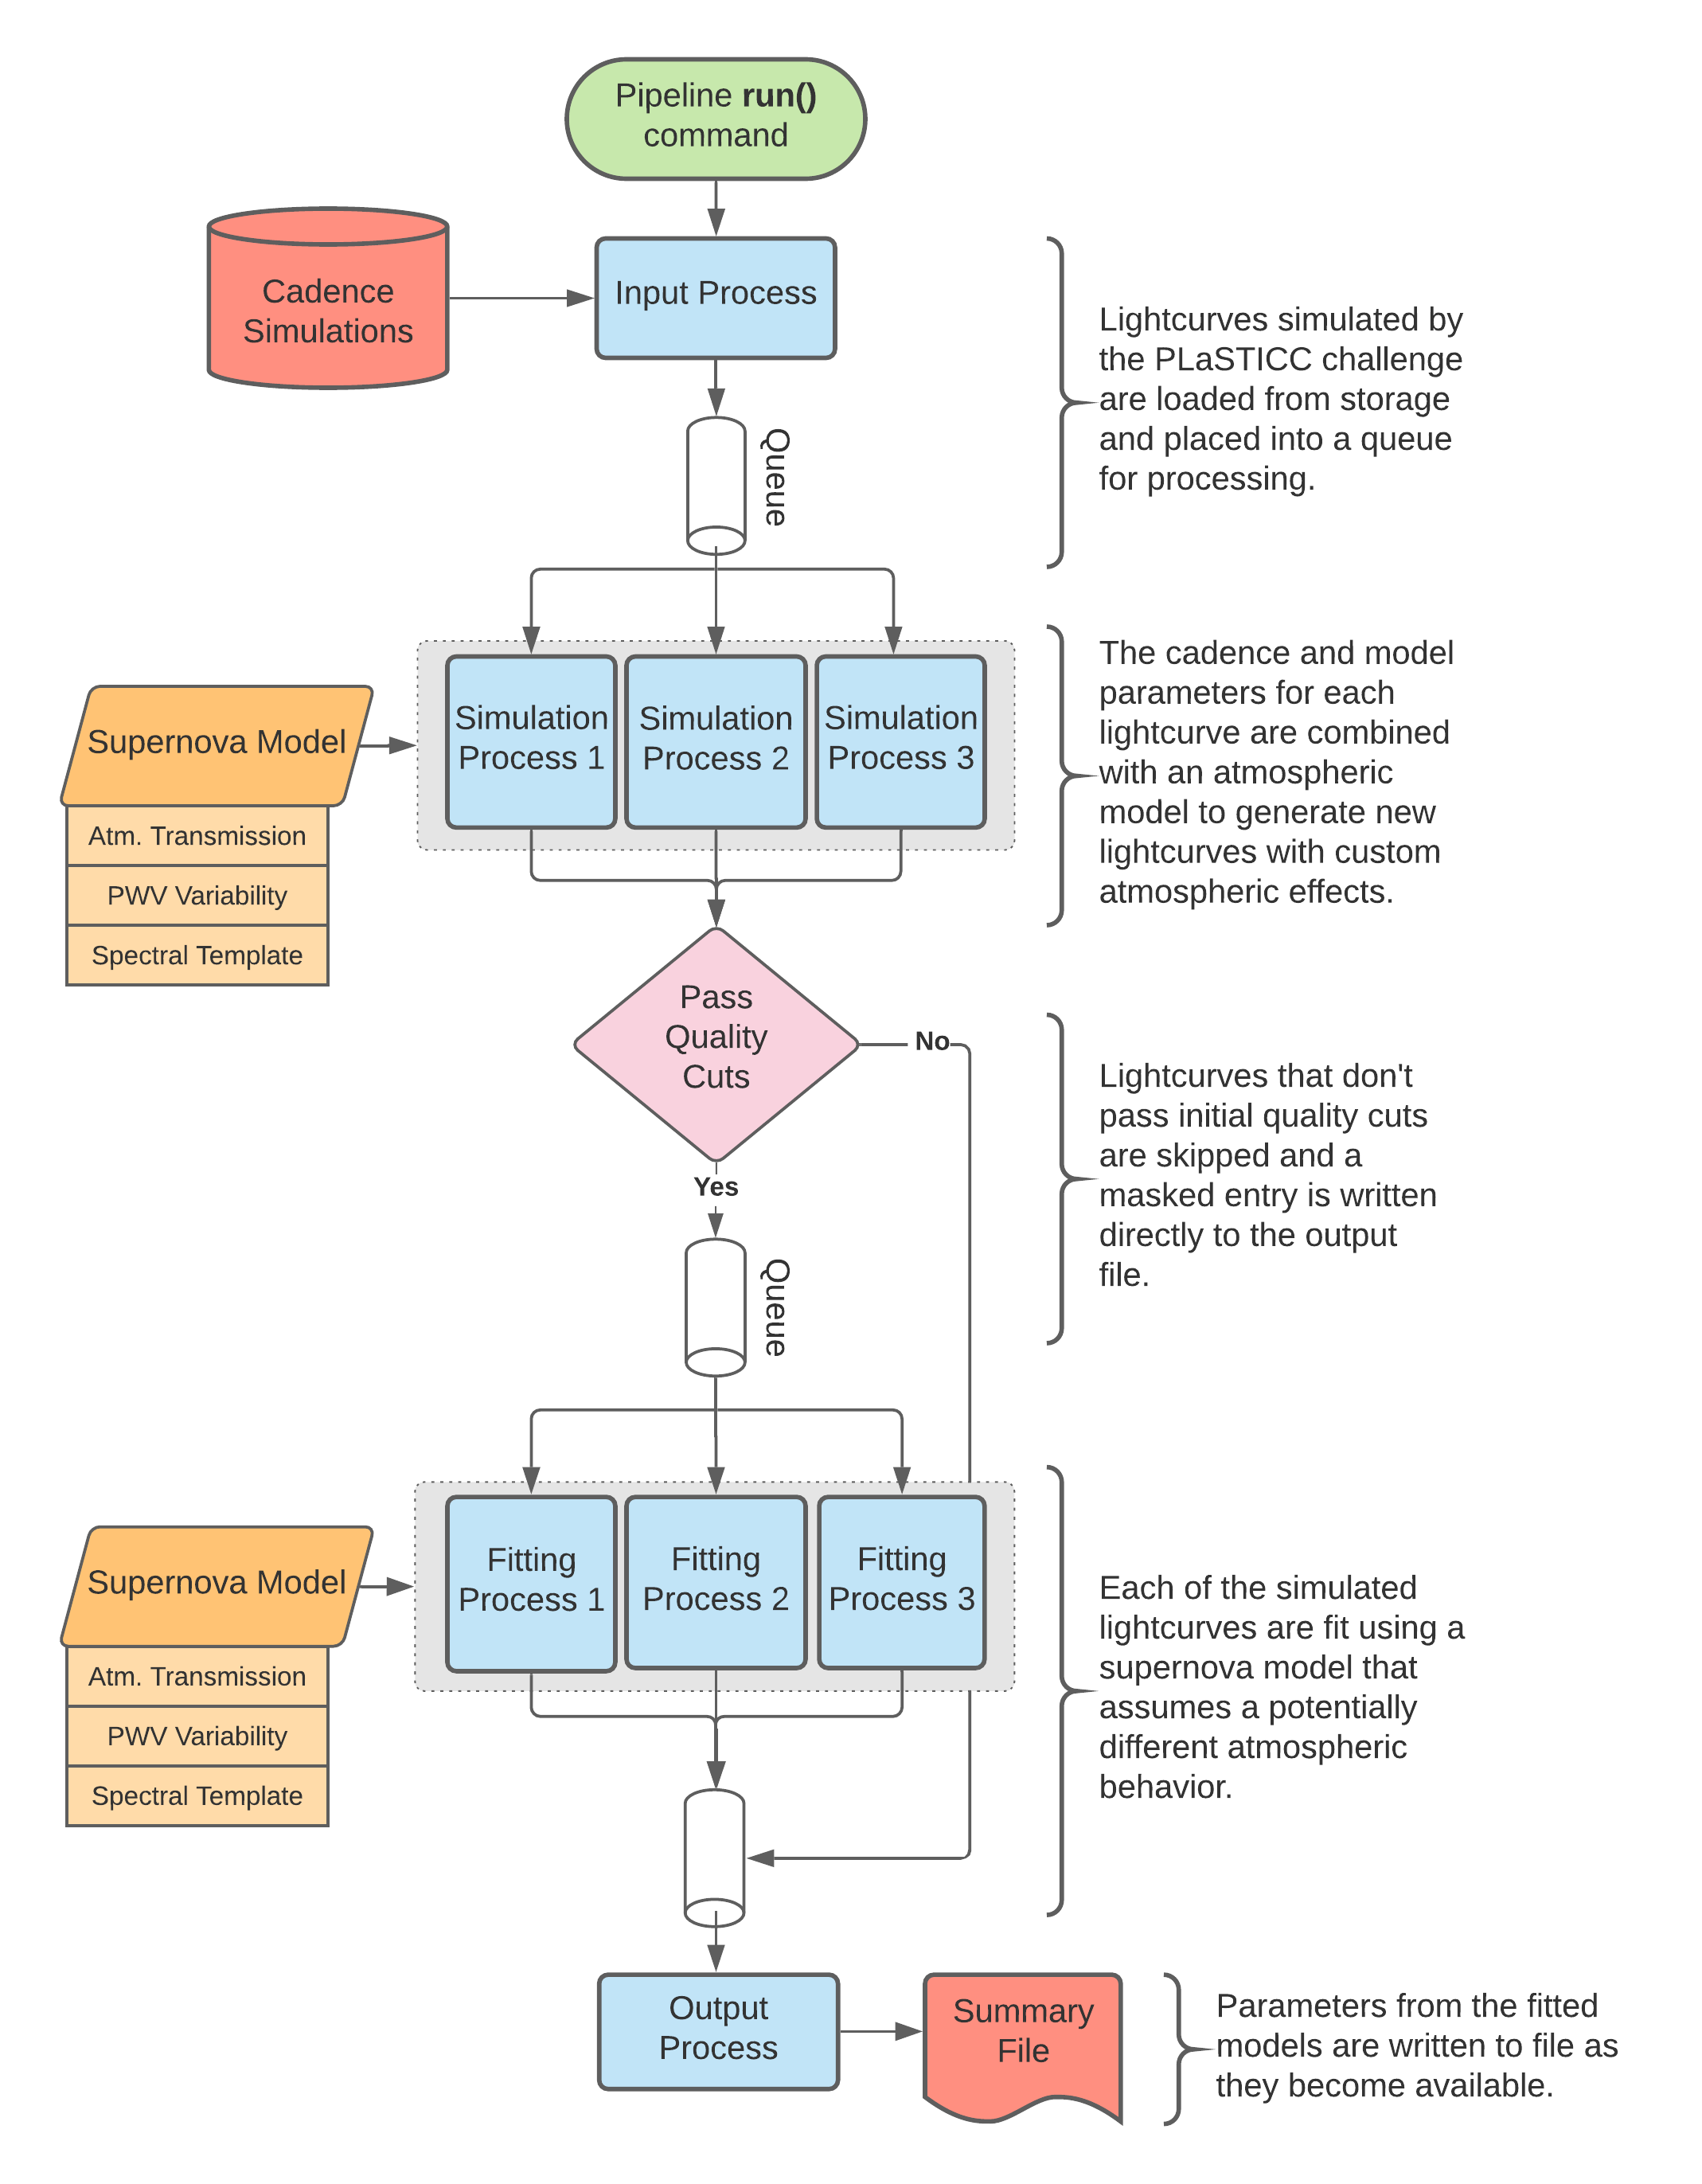 Pipeline run()
command
Cadence
Simulations
Input Process
Lightcurves simulated by
the PLaSTICC challenge
are loaded from storage
and placed into a queue
for processing.
Queue
Supernova Model
Atm. Transmission
PWV Variability
Spectral Template
Simulation
Process 1
Simulation
Process 2
Simulation
Process 3
The cadence and model
parameters for each
lightcurve are combined
with an atmospheric
model to generate new
lightcurves with custom
atmospheric effects.
Pass
Quality
Cuts
No
Yes
Lightcurves that don't
pass initial quality cuts
are skipped and a
masked entry is written
directly to the output
file.
Queue
Supernova Model
Atm. Transmission
PWV Variability
Spectral Template
Fitting
Process 1
Fitting
Process 2
Fitting
Process 3
Each of the simulated
lightcurves are fit using a
supernova model that
assumes a potentially
different atmospheric
behavior.
Output
Process
Summary
File
Parameters from the fitted
models are written to file as
they become available.